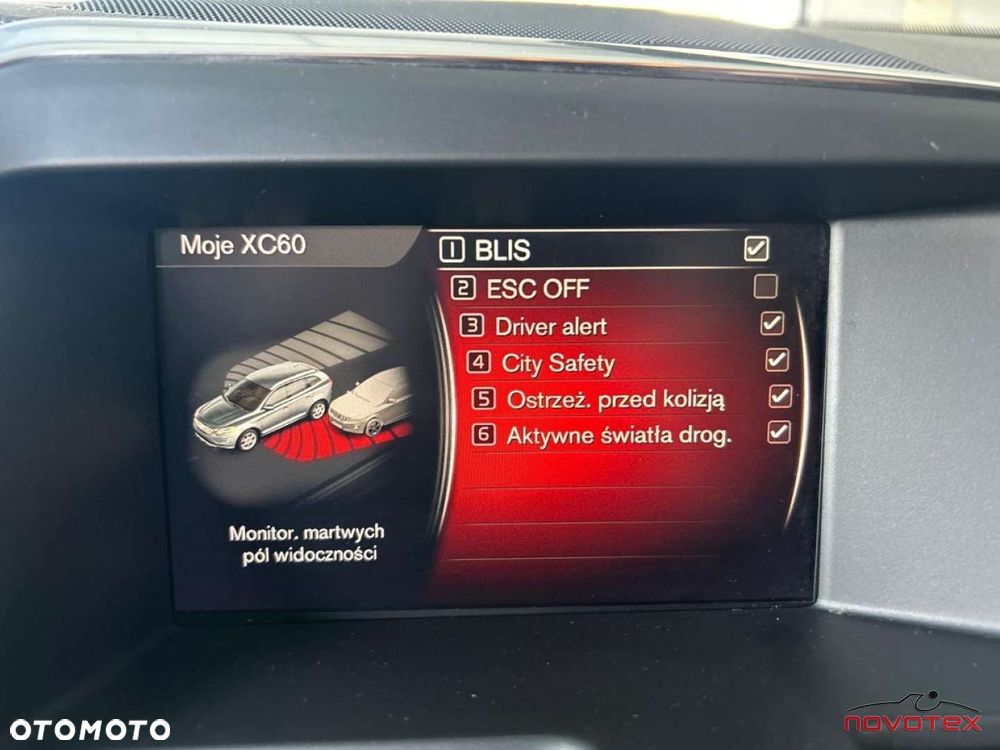 Moje XC60
1 BLIS
2 ESC OFF
3 Driver alert
4 City Safety
5 Ostrzeż. przed kolizją
6 Aktywne światła drog.
Monitor. martwych
pól widoczności
OTOMOTO
NOVOTEX